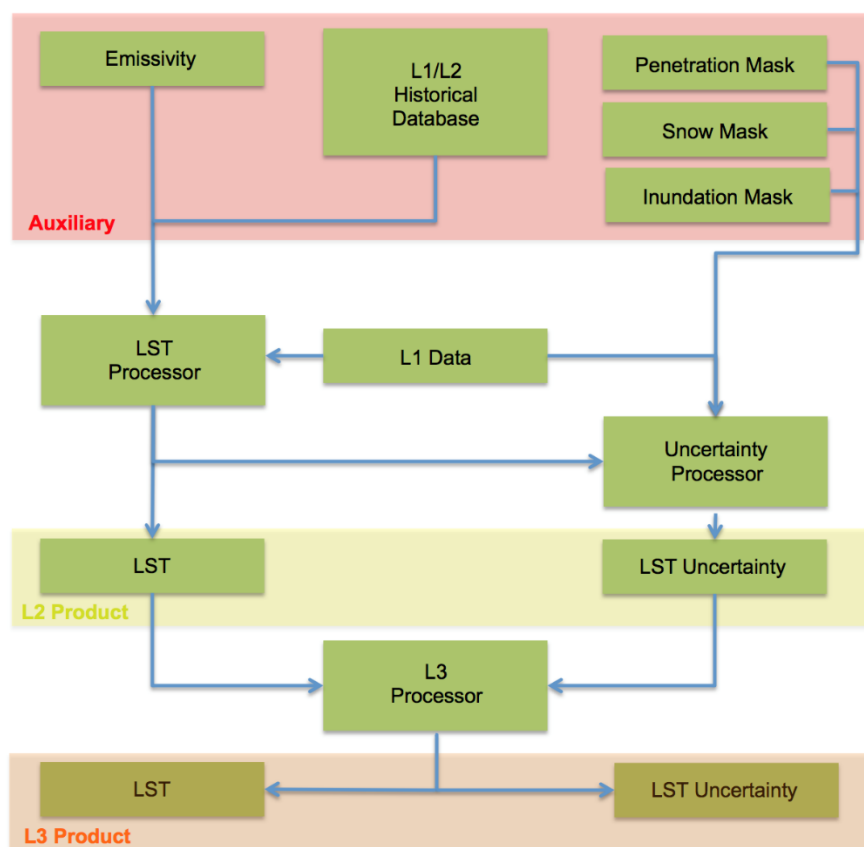 Emissivity
L1/L2
Historical
Database
Penetration Mask
Snow Mask
Inundation Mask
Auxiliary
LST
Processor
L1 Data
Uncertainty
Processor
LST
LST Uncertainty
L2 Product
L3
Processor
LST
LST Uncertainty
L3 Product